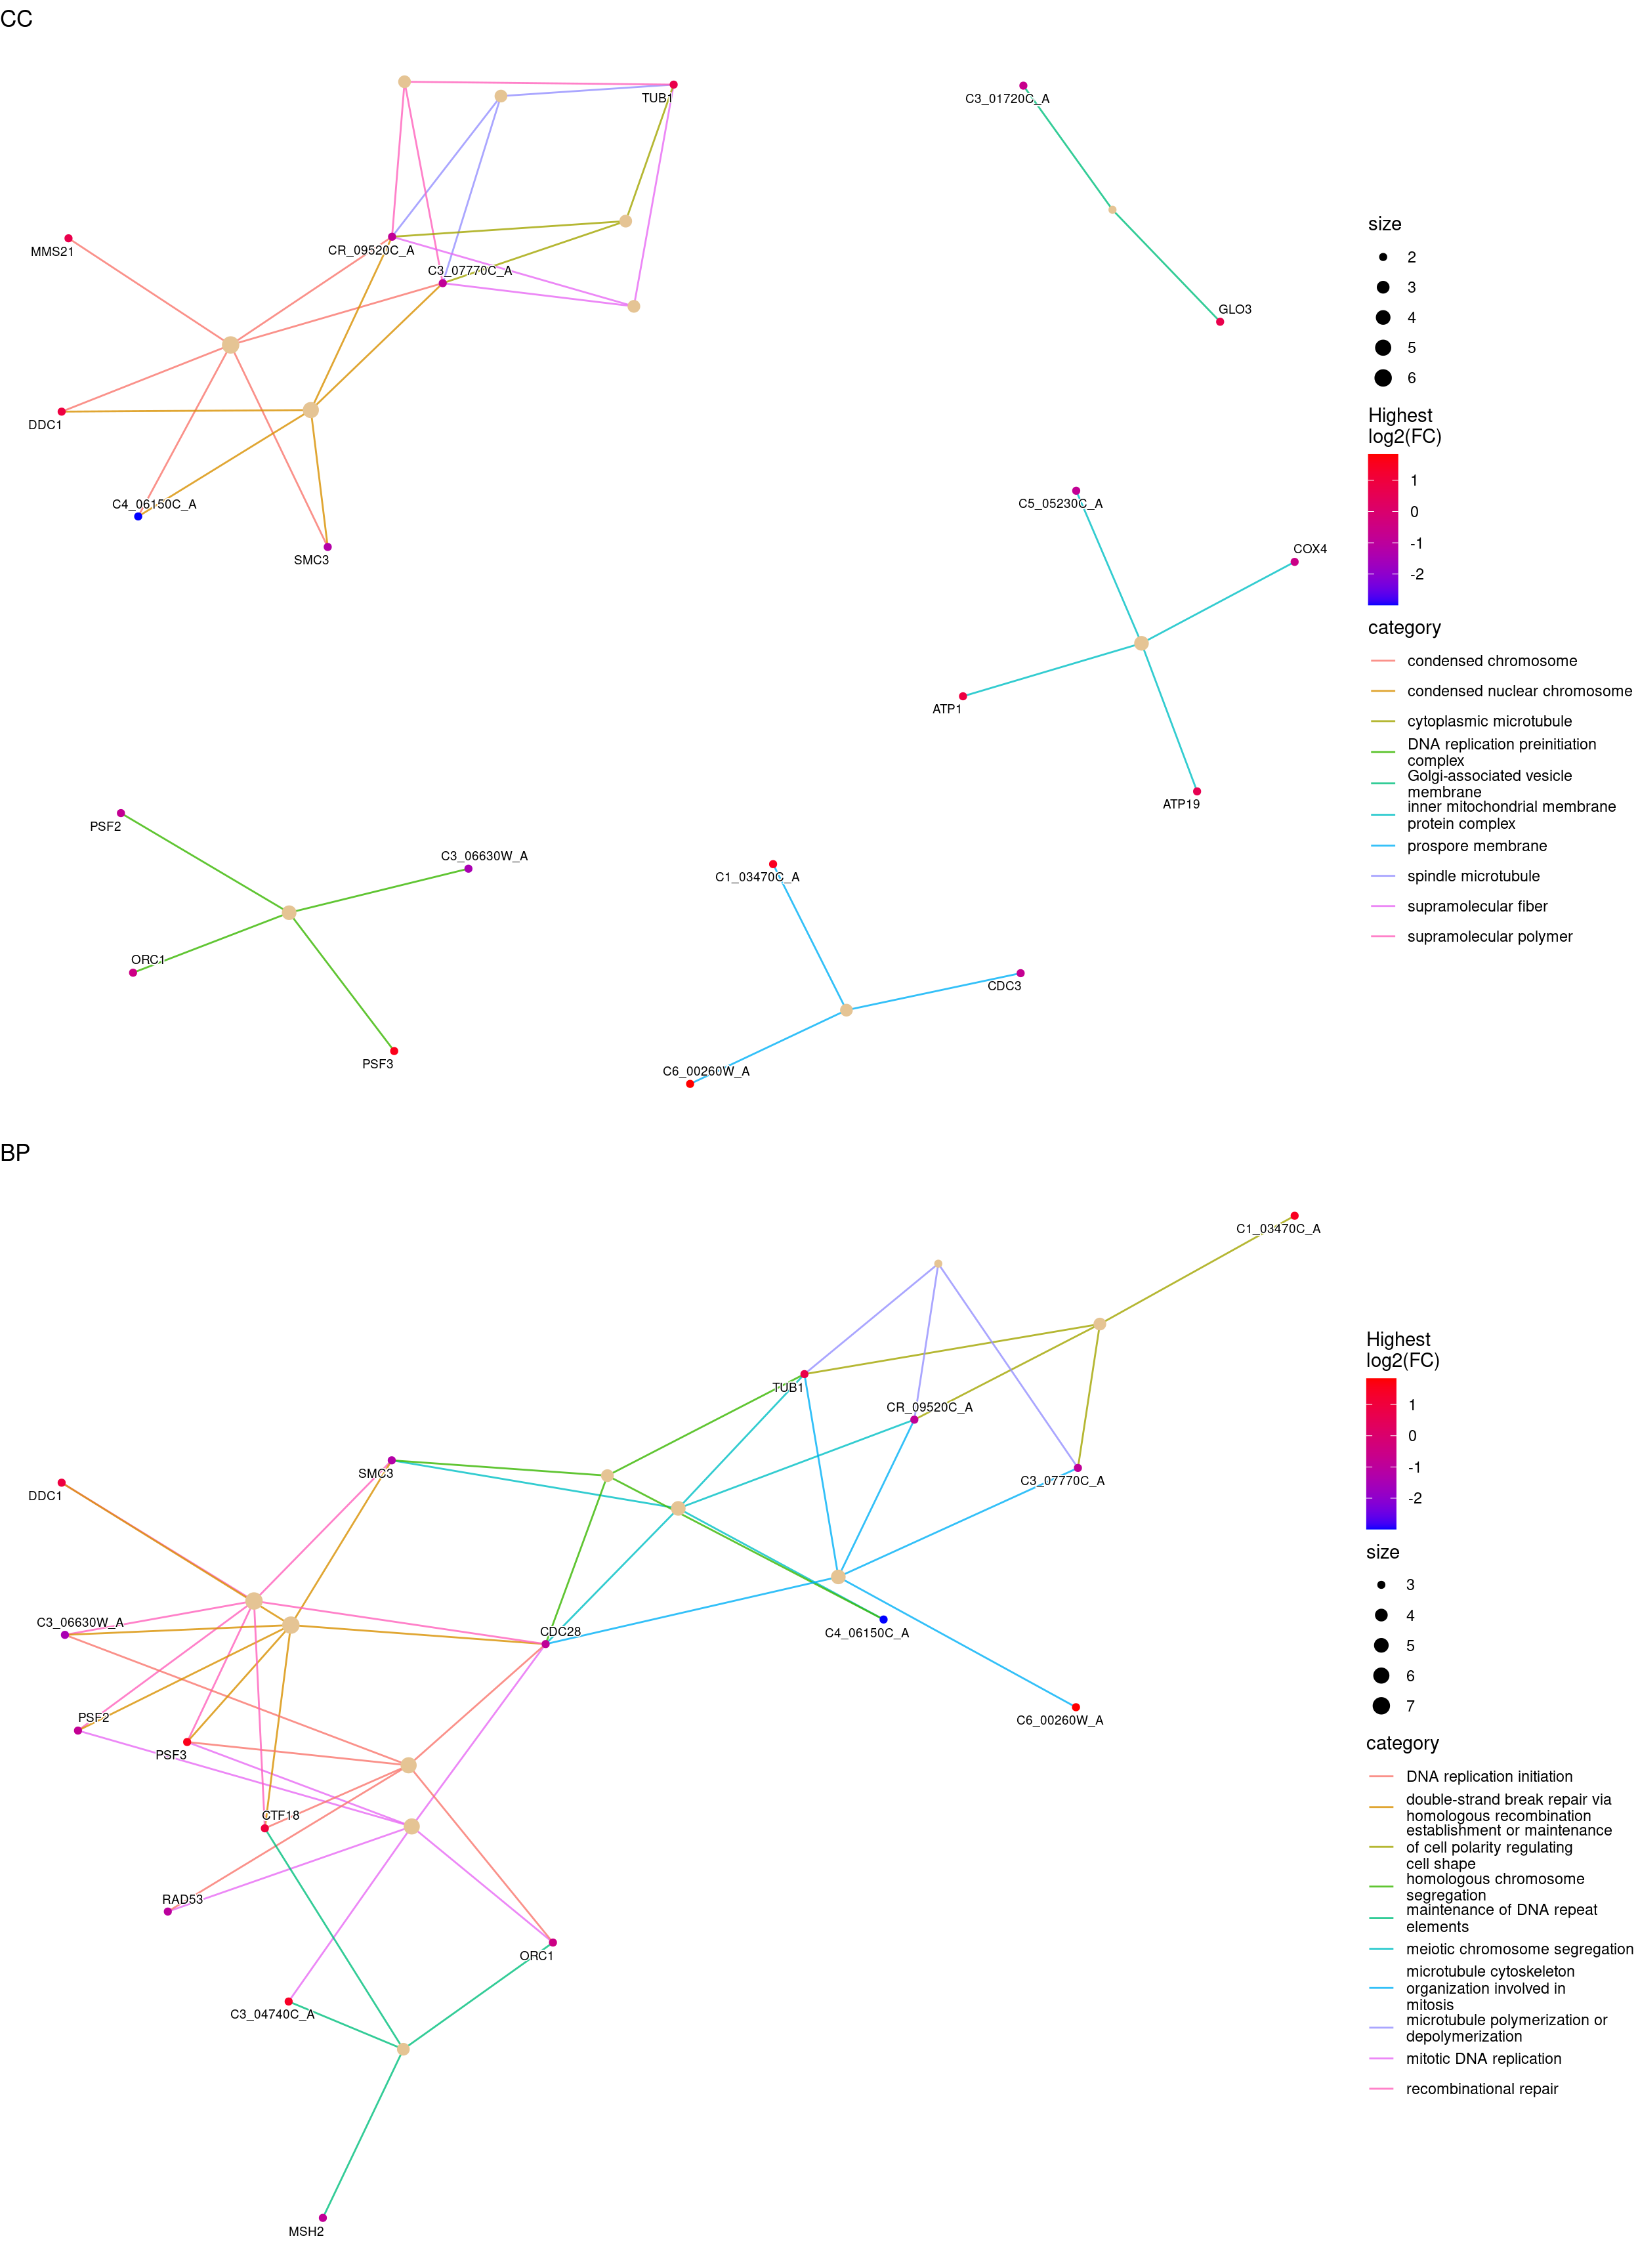 CC
TUB1
C3_01720C_A
MMS21
CR_09520C_A
C3_07770C_A
GLO3
DDC1
C4_06150C_A
SMC3
C5_05230C_A
COX4
ATP1
ATP19
PSF2
C3_06630W_A
ORC1
PSF3
C1_03470C_A
CDC3
C6_00260W_A
size
2
3
4
5
6
Highest
log2(FC)
1
0
-1
-2
category
condensed chromosome
condensed nuclear chromosome
cytoplasmic microtubule
DNA replication preinitiation
complex
Golgi-associated vesicle
membrane
inner mitochondrial membrane
protein complex
prospore membrane
spindle microtubule
supramolecular fiber
supramolecular polymer
BP
C1_03470C_A
TUB1
CR_09520C_A
C3_07770C_A
SMC3
DDC1
C3_06630W_A
CDC28
C4_06150C_A
C6_00260W_A
PSF2
PSF3
CTF18
RAD53
ORC1
C3_04740C_A
MSH2
Highest
log2(FC)
1
0
-1
-2
size
3
4
5
6
7
category
DNA replication initiation
double-strand break repair via
homologous recombination
establishment or maintenance
of cell polarity regulating
cell shape
homologous chromosome
segregation
maintenance of DNA repeat
elements
meiotic chromosome segregation
microtubule cytoskeleton
organization involved in
mitosis
microtubule polymerization or
depolymerization
mitotic DNA replication
recombinational repair